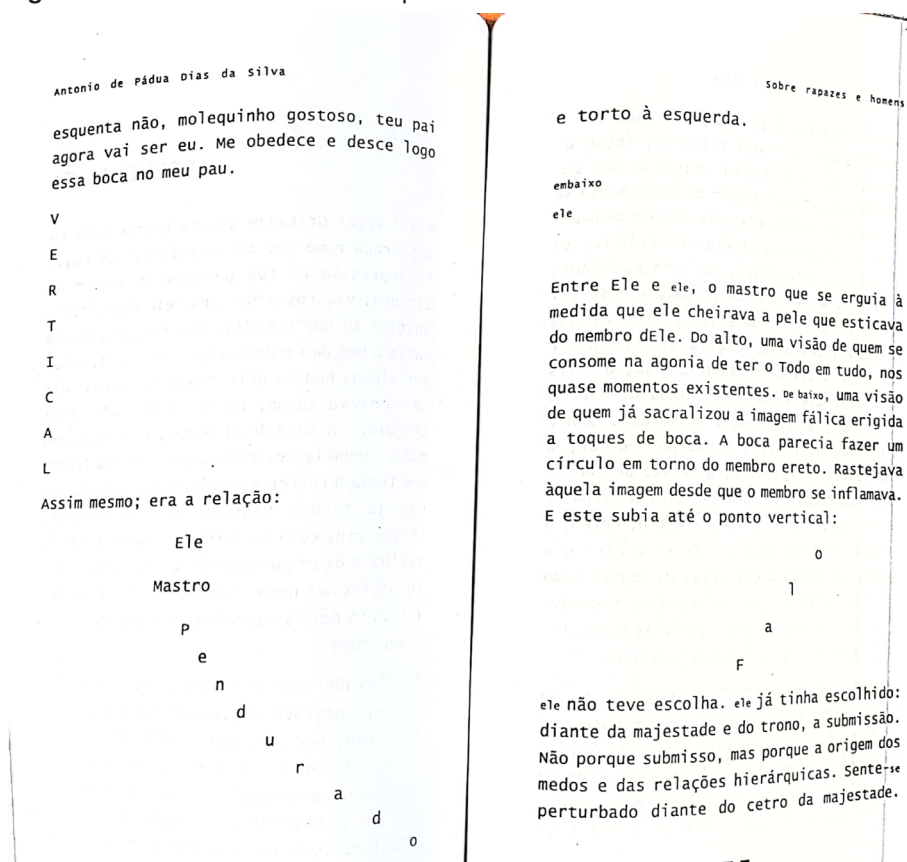 Antonio de Pádua Dias da Silva
esquenta não, molequinho gostoso, teu pai
agora vai ser eu. Me obedece e desce logo
essa boca no meu pau.
V
E
R
T
I
C
A
L
Assim mesmo; era a relação:
Ele
Mastro
P
e
n
d
u
r
a
d
o
Sobre rapazes e homens
e torto à esquerda.
embaixo
ele
Entre Ele e ele, o mastro que se erguia à
medida que ele cheirava a pele que esticava
do membro dEle. Do alto, uma visão de quem se
consome na agonia de ter o Todo em tudo, nos
quase momentos existentes. De baixo, uma visão
de quem já sacralizou a imagem fálica erigida
a toques de boca. A boca parecia fazer um
círculo em torno do membro ereto. Rastejava
àquela imagem desde que o membro se inflamava.
E este subia até o ponto vertical:
o
l
a
F
ele não teve escolha. ele já tinha escolhido:
diante da majestade e do trono, a submissão.
Não porque submisso, mas porque a origem dos
medos e das relações hierárquicas. Sente-se
perturbado diante do cetro da majestade.